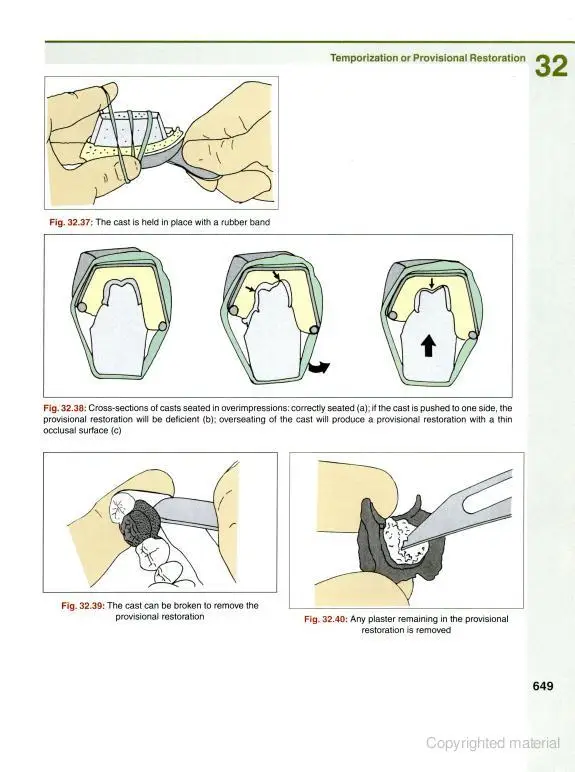 Temporization or Provisional Restoration
32
Fig. 32.37: The cast is held in place with a rubber band
Fig. 32.38: Cross-sections of casts seated in overimpressions: correctly seated (a); if the cast is pushed to one side, the
provisional restoration will be deficient (b); overseating of the cast will produce a provisional restoration with a thin
occlusal surface (c)
Fig. 32.39: The cast can be broken to remove the
provisional restoration
Fig. 32.40: Any plaster remaining in the provisional
restoration is removed
649
Copyrighted material